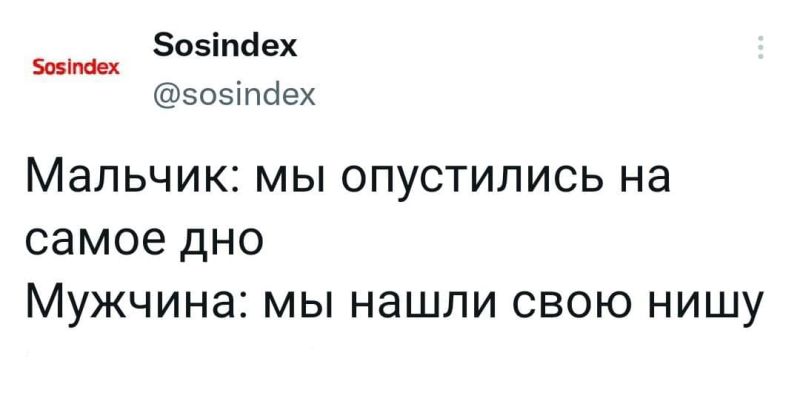 Sosindex
Sosindex
@sosindex
Мальчик: мы опустились на
самое дно
Мужчина: мы нашли свою нишу